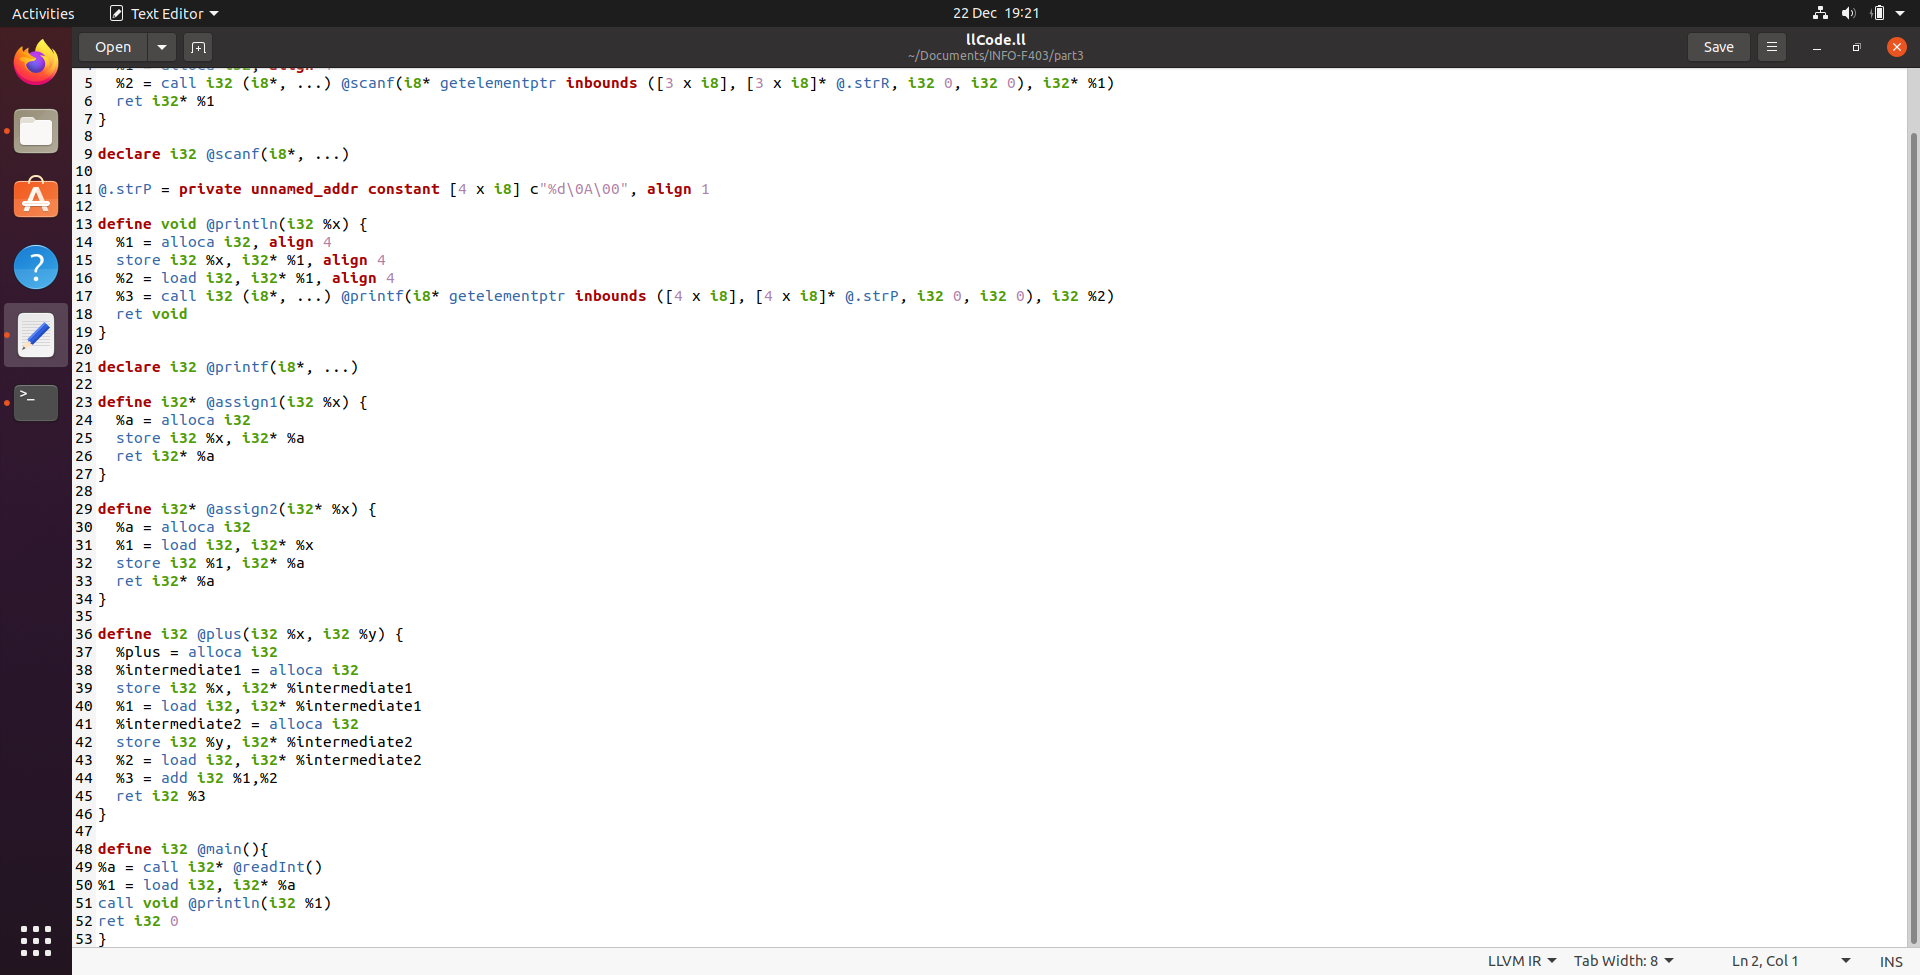 Activities Text Editor 22 Dec 19:21
Open llCode.ll Save
~/Documents/INFO-F403/part3
5 %2 = call i32 (i8*, ...) @scanf(i8* getelementptr inbounds ([3 x i8], [3 x i8]* @.strR, i32 0, i32 0), i32* %1)
6 ret i32* %1
7 }
8
9 declare i32 @scanf(i8*, ...)
10
11 @.strP = private unnamed_addr constant [4 x i8] c"%d\0A\00", align 1
12
13 define void @println(i32 %x) {
14 %1 = alloca i32, align 4
15 store i32 %x, i32* %1, align 4
16 %2 = load i32, i32* %1, align 4
17 %3 = call i32 (i8*, ...) @printf(i8* getelementptr inbounds ([4 x i8], [4 x i8]* @.strP, i32 0, i32 0), i32 %2)
18 ret void
19 }
20
21 declare i32 @printf(i8*, ...)
22
23 define i32* @assign1(i32 %x) {
24 %a = alloca i32
25 store i32 %x, i32* %a
26 ret i32* %a
27 }
28
29 define i32* @assign2(i32* %x) {
30 %a = alloca i32
31 %1 = load i32, i32* %x
32 store i32 %1, i32* %a
33 ret i32* %a
34 }
35
36 define i32 @plus(i32 %x, i32 %y) {
37 %plus = alloca i32
38 %intermediate1 = alloca i32
39 store i32 %x, i32* %intermediate1
40 %1 = load i32, i32* %intermediate1
41 %intermediate2 = alloca i32
42 store i32 %y, i32* %intermediate2
43 %2 = load i32, i32* %intermediate2
44 %3 = add i32 %1,%2
45 ret i32 %3
46 }
47
48 define i32 @main(){
49 %a = call i32* @readInt()
50 %1 = load i32, i32* %a
51 call void @println(i32 %1)
52 ret i32 0
53 }
LLVM IR Tab Width: 8 Ln 2, Col 1 INS